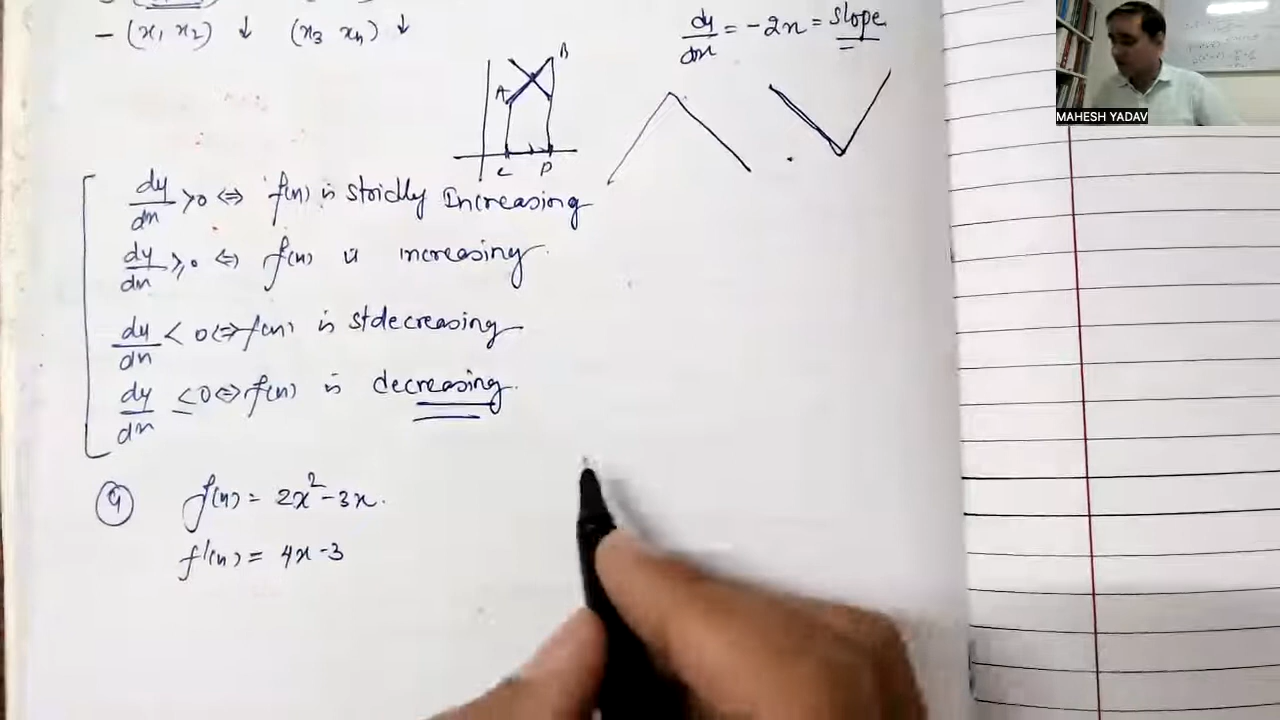 - (x₁ x₂) ↓ (x₃ xₙ) ↓
dy/dx = -2x = slope
B
A
c D
dy/dx >0 ⇔ f(x) is strictly Increasing
dy/dx ≥0 ⇔ f(x) is increasing.
dy/dx < 0 ⇔ f(x) is st decreasing
dy/dx ≤0 ⇔ f(x) is decreasing.
④ f(x) = 2x² - 3x.
f'(x) = 4x - 3
MAHESH YADAV